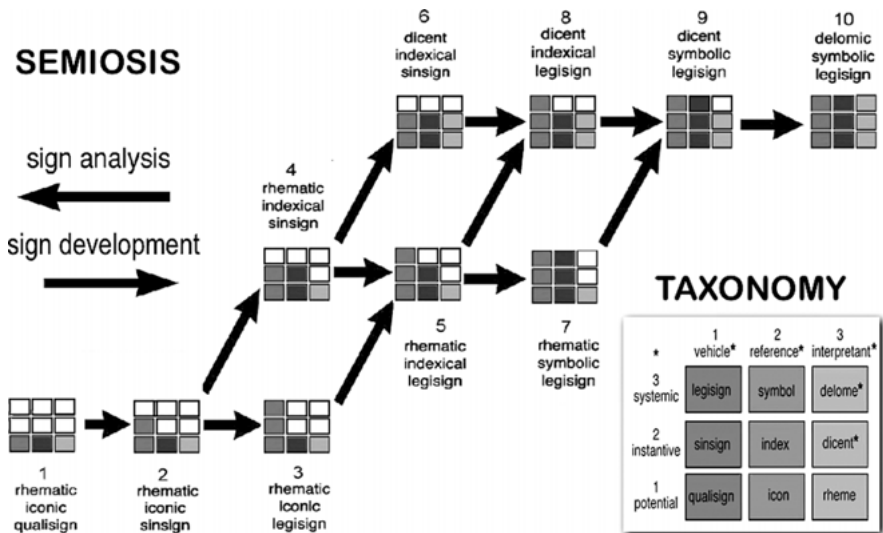 SEMIOSIS
sign analysis
sign development
6
dicent
indexical
sinsign
8
dicent
indexical
legisign
9
dicent
symbolic
legisign
10
delomic
symbolic
legisign
4
rhematic
indexical
sinsign
5
rhematic
indexical
legisign
7
rhematic
symbolic
legisign
1
rhematic
iconic
qualisign
2
rhematic
iconic
sinsign
3
rhematic
iconic
legisign
TAXONOMY
1 2 3
* vehicle* reference* interpretant*
3
systemic
legisign symbol delome*
2
instantive
sinsign index dicent*
1
potential
qualisign icon rheme